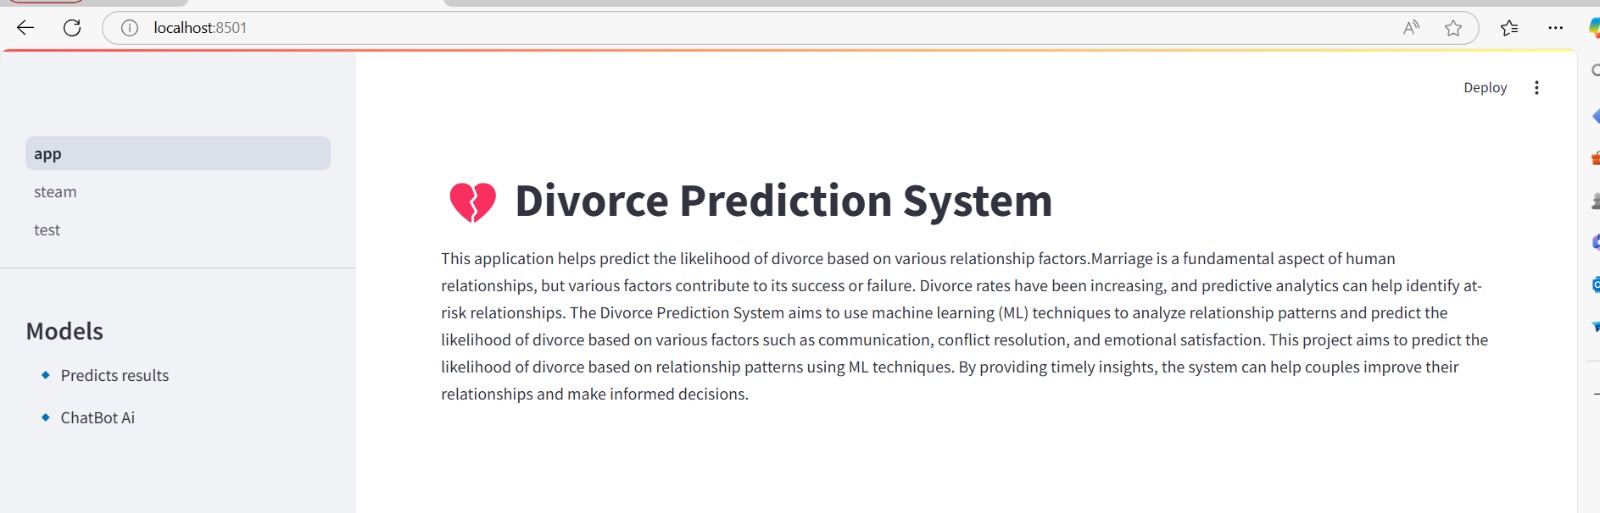 localhost:8501
Deploy
app
steam
test
Models
Predicts results
ChatBot Ai
Divorce Prediction System
This application helps predict the likelihood of divorce based on various relationship factors.Marriage is a fundamental aspect of human
relationships, but various factors contribute to its success or failure. Divorce rates have been increasing, and predictive analytics can help identify at-
risk relationships. The Divorce Prediction System aims to use machine learning (ML) techniques to analyze relationship patterns and predict the
likelihood of divorce based on various factors such as communication, conflict resolution, and emotional satisfaction. This project aims to predict the
likelihood of divorce based on relationship patterns using ML techniques. By providing timely insights, the system can help couples improve their
relationships and make informed decisions.